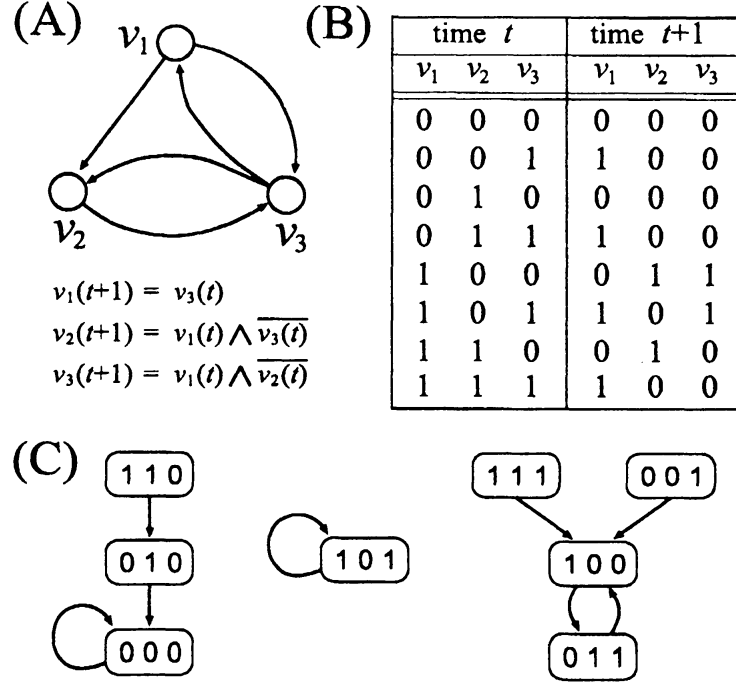 (A)
v₁
v₂
v₃
v₁(t+1) = v₃(t)
v₂(t+1) = v₁(t) ∧ v̅₃̅(̅t̅)̅
v₃(t+1) = v₁(t) ∧ v̅₂̅(̅t̅)̅
(B)
time t time t+1
v₁ v₂ v₃ v₁ v₂ v₃
0 0 0 0 0 0
0 0 1 1 0 0
0 1 0 0 0 0
0 1 1 1 0 0
1 0 0 0 1 1
1 0 1 1 0 1
1 1 0 0 1 0
1 1 1 1 0 0
(C)
1 1 0
0 1 0
0 0 0
1 0 1
1 1 1
0 0 1
1 0 0
0 1 1